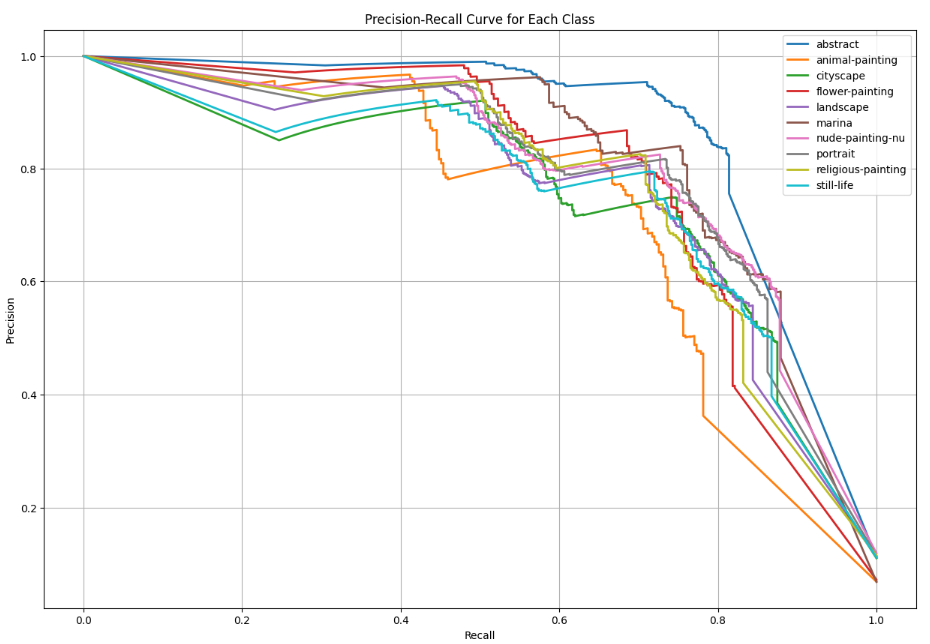 Precision-Recall Curve for Each Class
1.0
0.8
0.6
0.4
0.2
Precision
0.0
0.2
0.4
0.6
0.8
1.0
Recall
abstract
animal-painting
cityscape
flower-painting
landscape
marina
nude-painting-nu
portrait
religious-painting
still-life